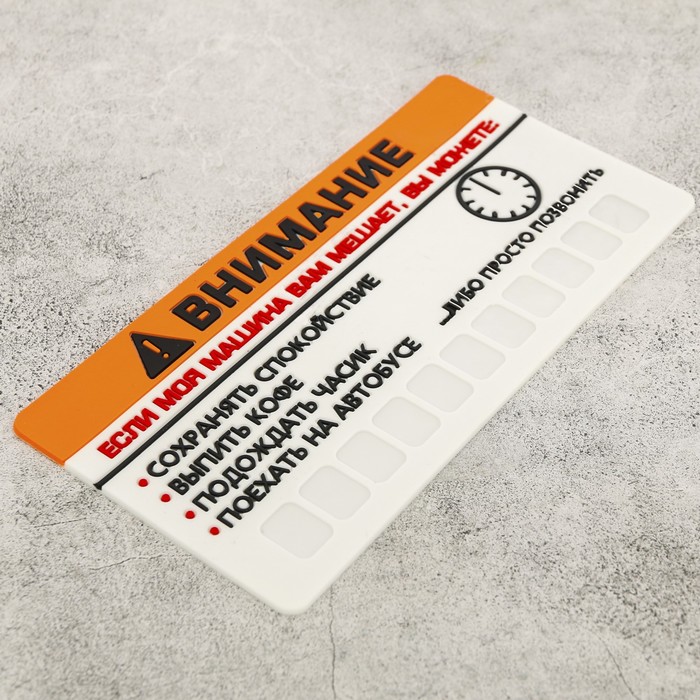 ВНИМАНИЕ
ЕСЛИ МОЯ МАШИНА ВАМ МЕШАЕТ, ВЫ МОЖЕТЕ:
• СОХРАНЯТЬ СПОКОЙСТВИЕ
• ВЫПИТЬ КОФЕ
• ПОДОЖДАТЬ ЧАСИК
• ПОЕХАТЬ НА АВТОБУСЕ
...ЛИБО ПРОСТО ПОЗВОНИТЬ